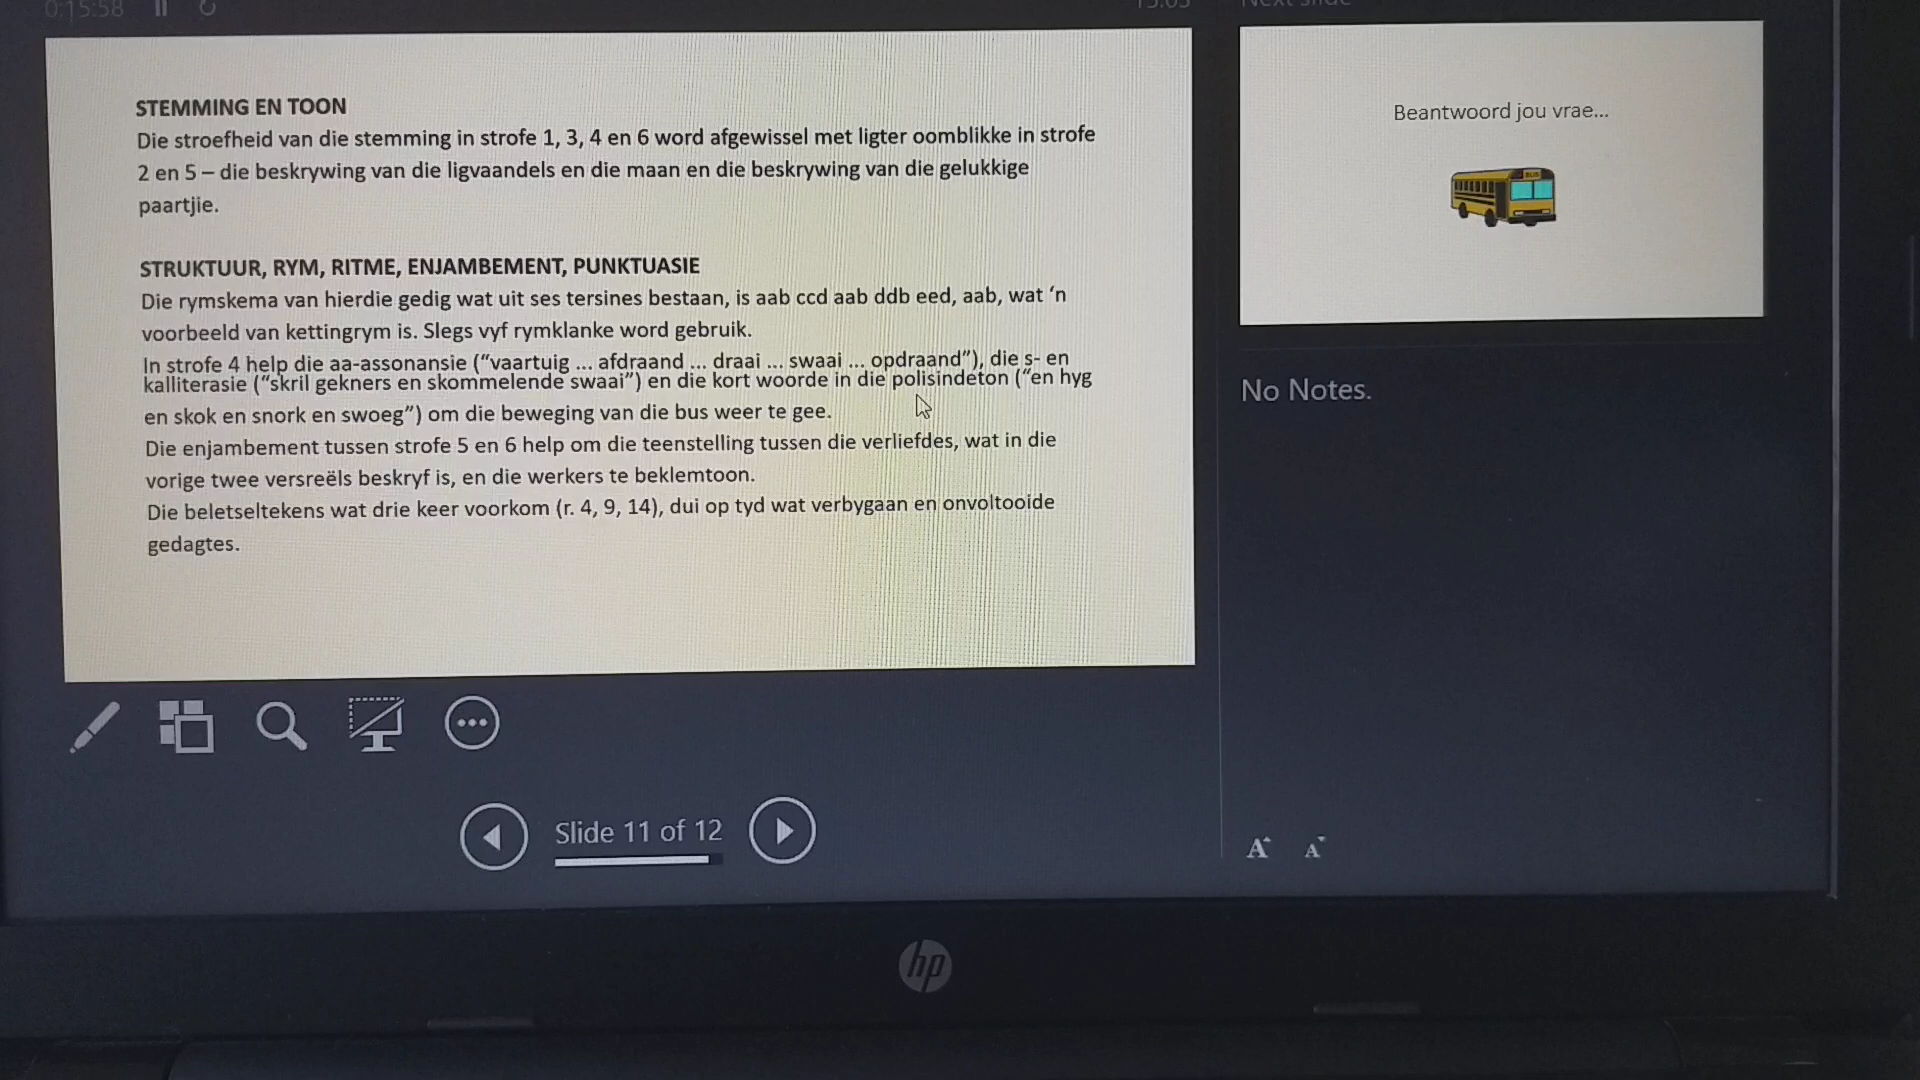 0:15:58
STEMMING EN TOON
Die stroefheid van die stemming in strofe 1, 3, 4 en 6 word afgewissel met ligter oomblikke in strofe
2 en 5 – die beskrywing van die ligvaandels en die maan en die beskrywing van die gelukkige
paartjie.
STRUKTUUR, RYM, RITME, ENJAMBEMENT, PUNKTUASIE
Die rymskema van hierdie gedig wat uit ses tersines bestaan, is aab ccd aab ddb eed, aab, wat ‘n
voorbeeld van kettingrym is. Slegs vyf rymklanke word gebruik.
In strofe 4 help die aa-assonansie (“vaartuig ... afdraand ... draai ... swaai ... opdraand”), die s- en
kalliterasie (“skril gekners en skommelende swaai”) en die kort woorde in die polisindeton (“en hyg
en skok en snork en swoeg”) om die beweging van die bus weer te gee.
Die enjambement tussen strofe 5 en 6 help om die teenstelling tussen die verliefdes, wat in die
vorige twee versreëls beskryf is, en die werkers te beklemtoon.
Die beletseltekens wat drie keer voorkom (r. 4, 9, 14), dui op tyd wat verbygaan en onvoltooide
gedagtes.
Slide 11 of 12
Next slide
Beantwoord jou vrae...
BUS
No Notes.
A A
hp